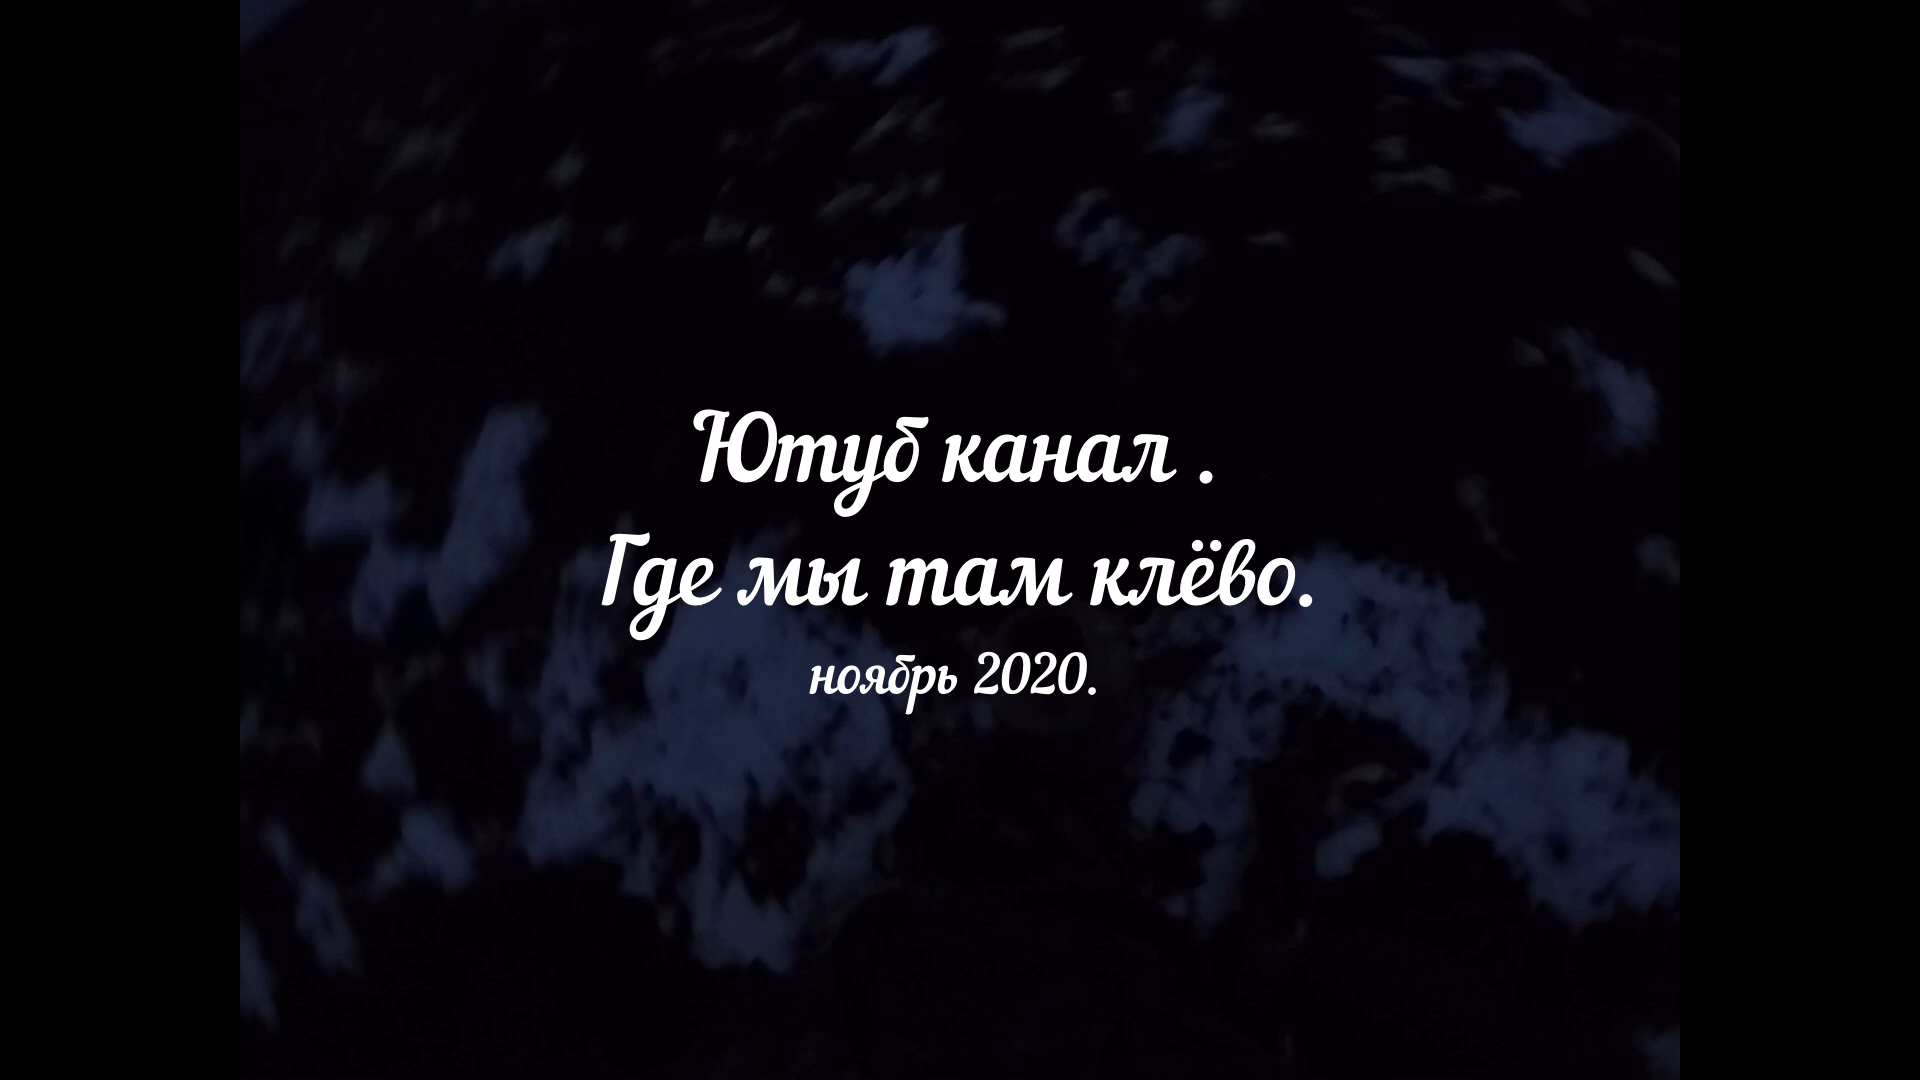 Ютуб канал .
Где мы там клёво.
ноябрь 2020.